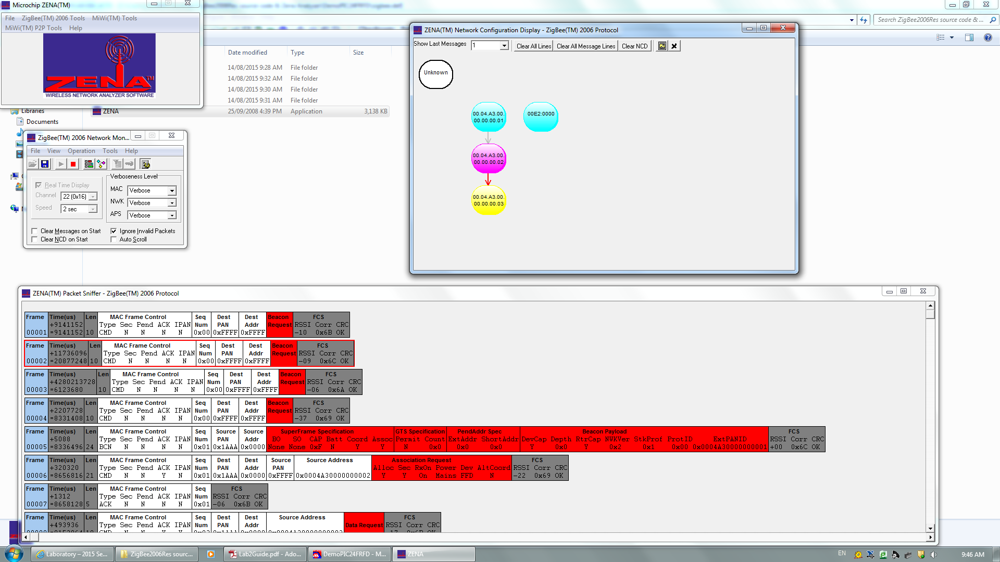 Microchip ZENA(TM)
File ZigBee(TM) 2006 Tools MiWi(TM) Tools
MiWi(TM) P2P Tools Help
ZENA TM
WIRELESS NETWORK ANALYZER SOFTWARE
Search ZigBee2006Res source code & ...
Date modified Type Size
14/08/2015 9:28 AM File folder
14/08/2015 9:32 AM File folder
14/08/2015 9:30 AM File folder
14/08/2015 9:31 AM File folder
ZENA 25/09/2008 4:39 PM Application 3,138 KB
Libraries
Documents
ZigBee(TM) 2006 Network Mon...
File View Operation Tools Help
Real Time Display
Channel 22 (0x16)
Speed 2 sec
Verboseness Level
MAC Verbose
NWK Verbose
APS Verbose
Clear Messages on Start Ignore Invalid Packets
Clear NCD on Start Auto Scroll
ZENA(TM) Network Configuration Display - ZigBee(TM) 2006 Protocol
Show Last Messages 1 Clear All Lines Clear All Message Lines Clear NCD
Unknown
00.04.A3.00.
00.00.00.01
00E2:0000
00.04.A3.00.
00.00.00.02
00.04.A3.00.
00.00.00.03
ZENA(TM) Packet Sniffer - ZigBee(TM) 2006 Protocol
Frame Time(us) Len MAC Frame Control Seq Dest Dest Beacon FCS
+9141152 Type Sec Pend ACK IPAN Num PAN Addr Request RSSI Corr CRC
00001 =9141152 10 CMD N N N N 0x00 0xFFFF 0xFFFF -10 0x6B OK
Frame Time(us) Len MAC Frame Control Seq Dest Dest Beacon FCS
+11736096 Type Sec Pend ACK IPAN Num PAN Addr Request RSSI Corr CRC
00002 =20877248 10 CMD N N N N 0x00 0xFFFF 0xFFFF -09 0x6C OK
Frame Time(us) Len MAC Frame Control Seq Dest Dest Beacon FCS
+4280213728 Type Sec Pend ACK IPAN Num PAN Addr Request RSSI Corr CRC
00003 =6123680 10 CMD N N N N 0x00 0xFFFF 0xFFFF -06 0x6A OK
Frame Time(us) Len MAC Frame Control Seq Dest Dest Beacon FCS
+2207728 Type Sec Pend ACK IPAN Num PAN Addr Request RSSI Corr CRC
00004 =8331408 10 CMD N N N N 0x00 0xFFFF 0xFFFF -37 0x69 OK
Frame Time(us) Len MAC Frame Control Seq Source Source SuperFrame Specification GTS Specification PendAddr Spec Beacon Payload FCS
+5088 Type Sec Pend ACK IPAN Num PAN Addr BO SO CAP Batt Coord Assoc Permit Count ExtAddr ShortAddr DevCap Depth RtrCap NWKVer StkProf ProtID ExtPANID RSSI Corr CRC
00005 =8336496 24 BCN N N N N 0x01 0x1AAA 0x0000 None None 0xF N Y Y N 0x0 0x0 0x0 Y 0x0 Y 0x2 0x1 0x00 0x0004A30000000001 +00 0x6C OK
Frame Time(us) Len MAC Frame Control Seq Dest Dest Source Source Address Association Request FCS
+320320 Type Sec Pend ACK IPAN Num PAN Addr PAN Alloc Sec RxOn Power Dev AltCoord RSSI Corr CRC
00006 =8656816 21 CMD N N Y N 0x01 0x1AAA 0x0000 0xFFFF 0x0004A30000000002 Y Y On Mains FFD N -22 0x69 OK
Frame Time(us) Len MAC Frame Control Seq FCS
+1312 Type Sec Pend ACK IPAN Num RSSI Corr CRC
00007 =8658128 5 ACK N N N N 0x01 -06 0x6B OK
Frame Time(us) Len MAC Frame Control Seq Dest Dest Source Address FCS
+493936 Type Sec Pend ACK IPAN Num PAN Addr Data Request RSSI Corr CRC
Laboratory – 2015 Se... ZigBee2006Res sourc... Lab2Guide.pdf - Ado... DemoPIC24FRFD - M... ZENA EN 9:46 AM